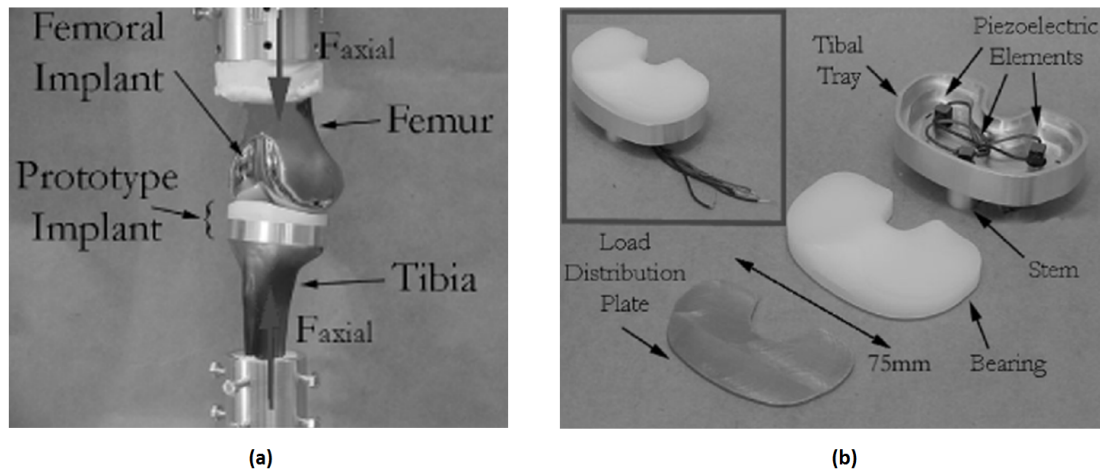 Femoral
Implant
Faxial
Femur
Prototype
Implant
{
Tibia
Faxial
Tibal
Tray
Piezoelectric
Elements
Stem
Load
Distribution
Plate
75mm
Bearing
(a)
(b)